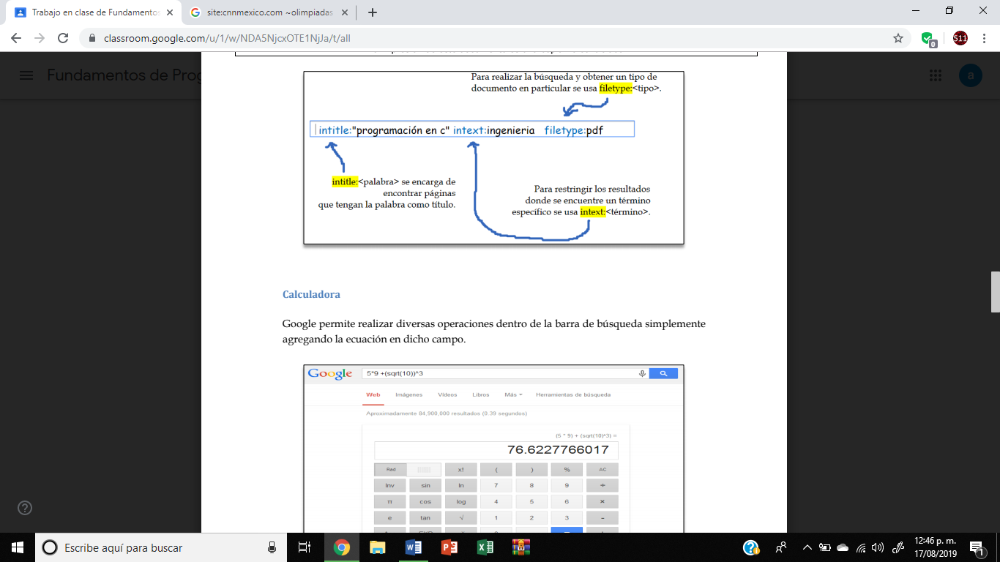 Trabajo en clase de Fundamentos
site:cnnmexico.com ~olimpiadas
classroom.google.com/u/1/w/NDA5NjcxOTE1NjJa/t/all
0
S11
Fundamentos de Prog
a
Para realizar la búsqueda y obtener un tipo de
documento en particular se usa filetype:<tipo>.
intitle:"programación en c" intext:ingenieria filetype:pdf
intitle:<palabra> se encarga de
encontrar páginas
que tengan la palabra como título.
Para restringir los resultados
donde se encuentre un término
específico se usa intext:<término>.
Calculadora
Google permite realizar diversas operaciones dentro de la barra de búsqueda simplemente
agregando la ecuación en dicho campo.
Google 5*9 +(sqrt(10))^3
Web Imágenes Vídeos Libros Más Herramientas de búsqueda
Aproximadamente 84,900,000 resultados (0.39 segundos)
(5 * 9) + (sqrt(10)^3) =
76.6227766017
Rad x! ( ) % AC
Inv sin ln 7 8 9 ÷
π cos log 4 5 6 ×
e tan √ 1 2 3 -
Escribe aquí para buscar
12:46 p. m.
17/08/2019
1